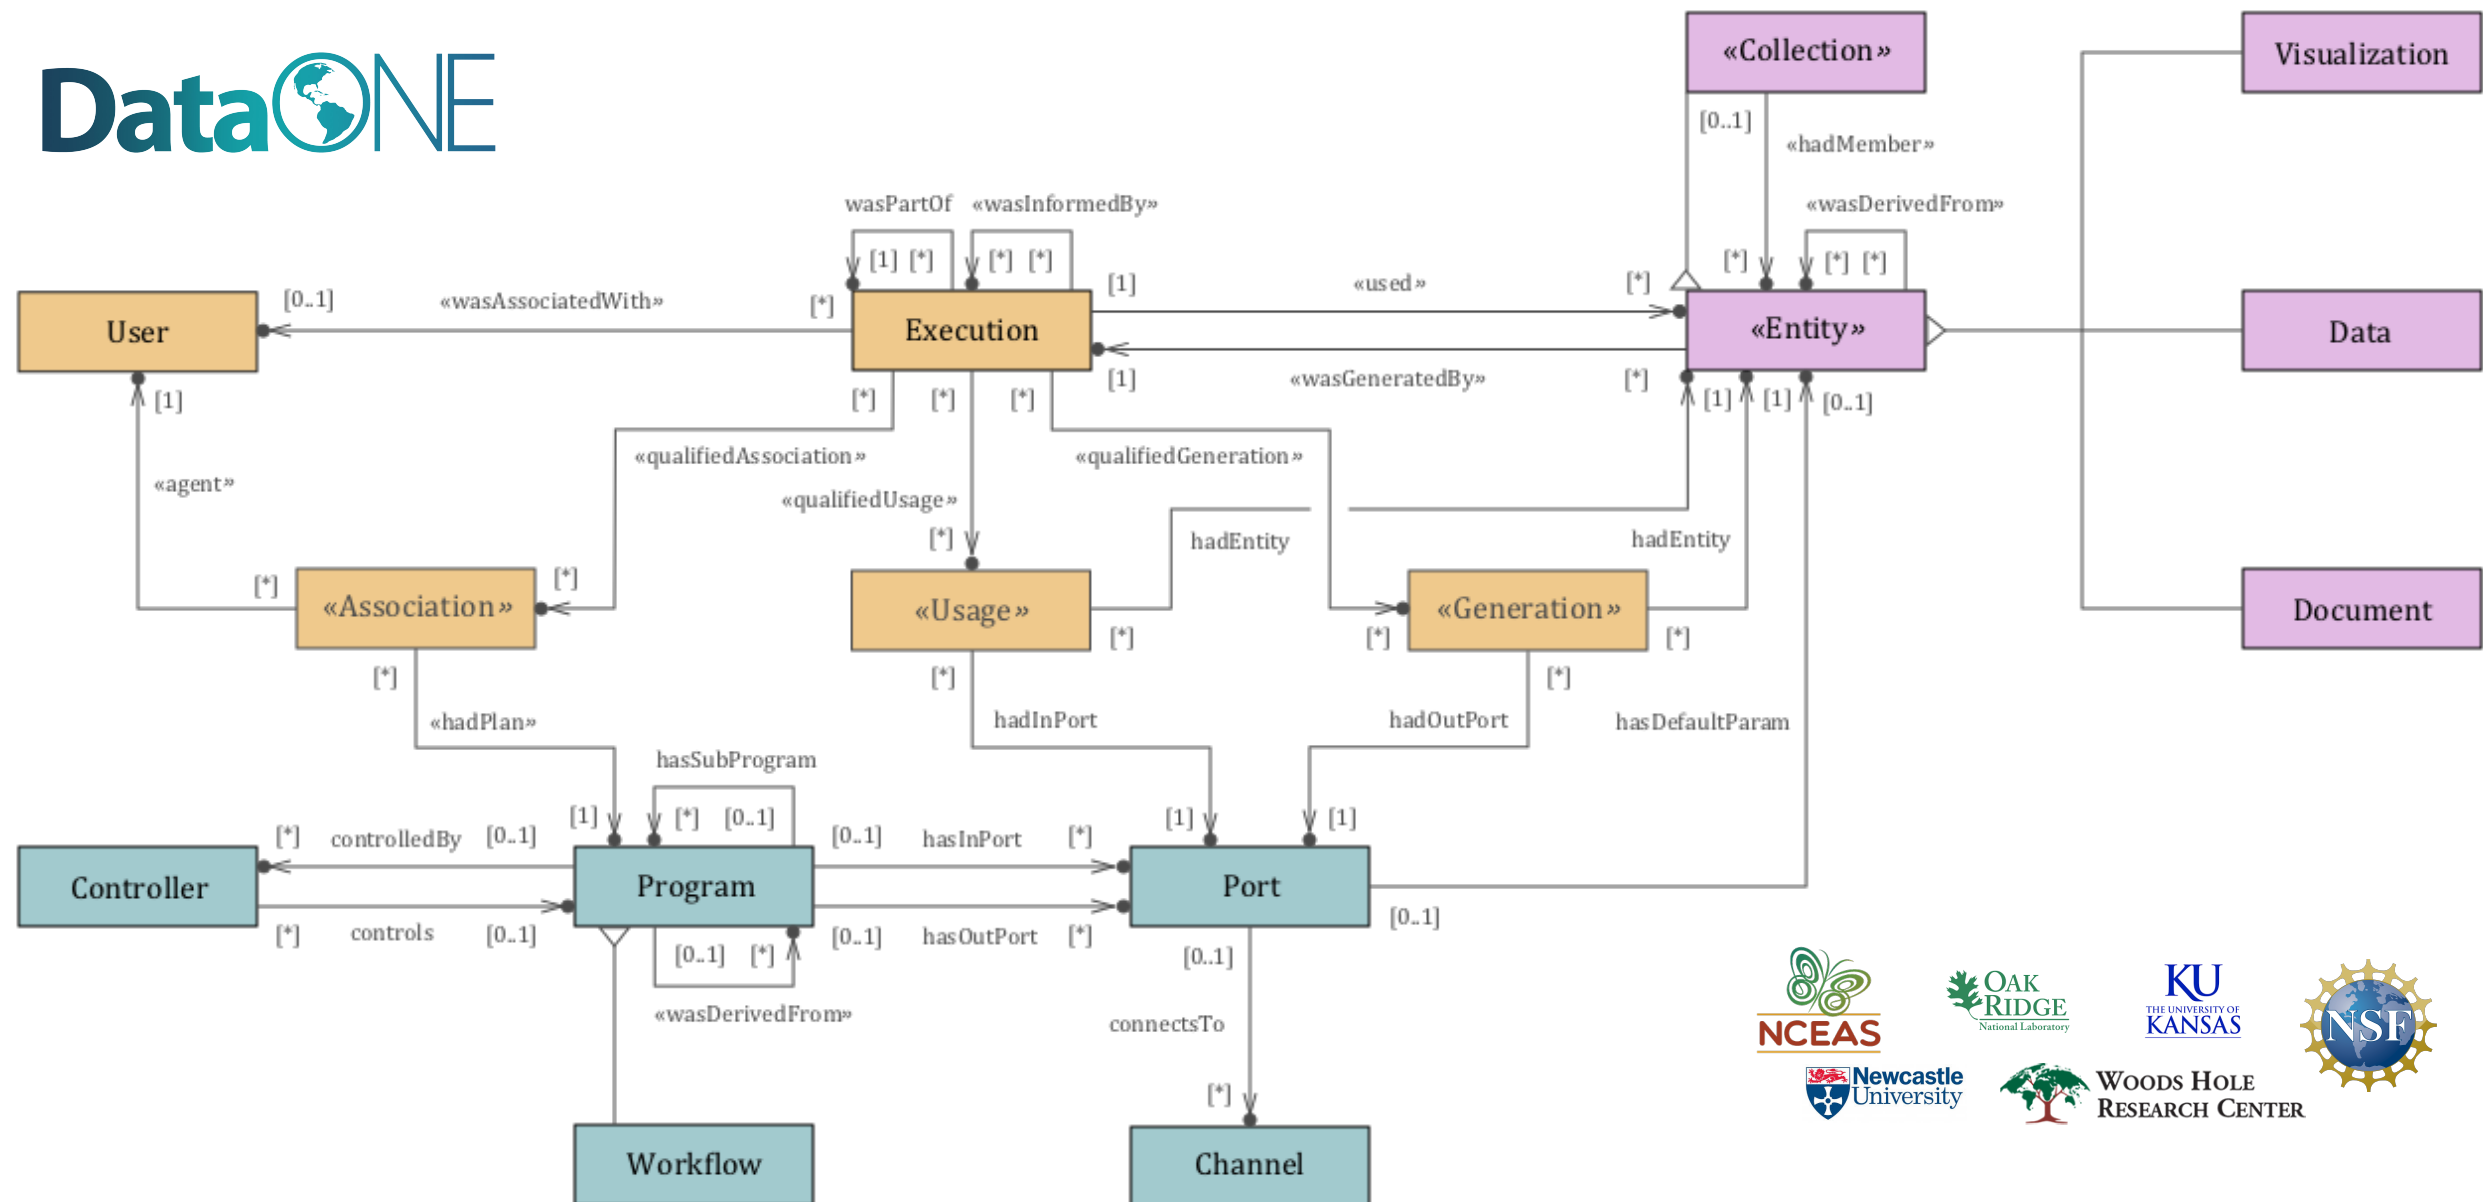 DataONE
«Collection»
Visualization
[0..1]
«hadMember»
wasPartOf
«wasInformedBy»
«wasDerivedFrom»
[1] [*]
[*] [*]
[*]
[*] [*]
[0..1]
«wasAssociatedWith»
[*]
[1]
«used»
[*]
User
Execution
«Entity»
Data
[1]
«wasGeneratedBy»
[*]
[1]
[*]
[*]
[*]
[1]
[1]
[0..1]
«agent»
«qualifiedAssociation»
«qualifiedUsage»
«qualifiedGeneration»
[*]
hadEntity
hadEntity
[*]
[*]
«Association»
«Usage»
«Generation»
Document
[*]
[*]
[*]
[*]
[*]
[*]
«hadPlan»
hadInPort
hadOutPort
hasDefaultParam
hasSubProgram
[1]
[*]
[0..1]
[1]
[1]
[*]
controlledBy
[0..1]
[0..1]
hasInPort
[*]
Controller
Program
Port
[*]
controls
[0..1]
[0..1]
hasOutPort
[*]
[0..1]
[0..1]
[*]
[0..1]
«wasDerivedFrom»
connectsTo
[*]
Workflow
Channel
NCEAS
OAK
RIDGE
National Laboratory
KU
THE UNIVERSITY OF
KANSAS
NSF
Newcastle
University
WOODS HOLE
RESEARCH CENTER